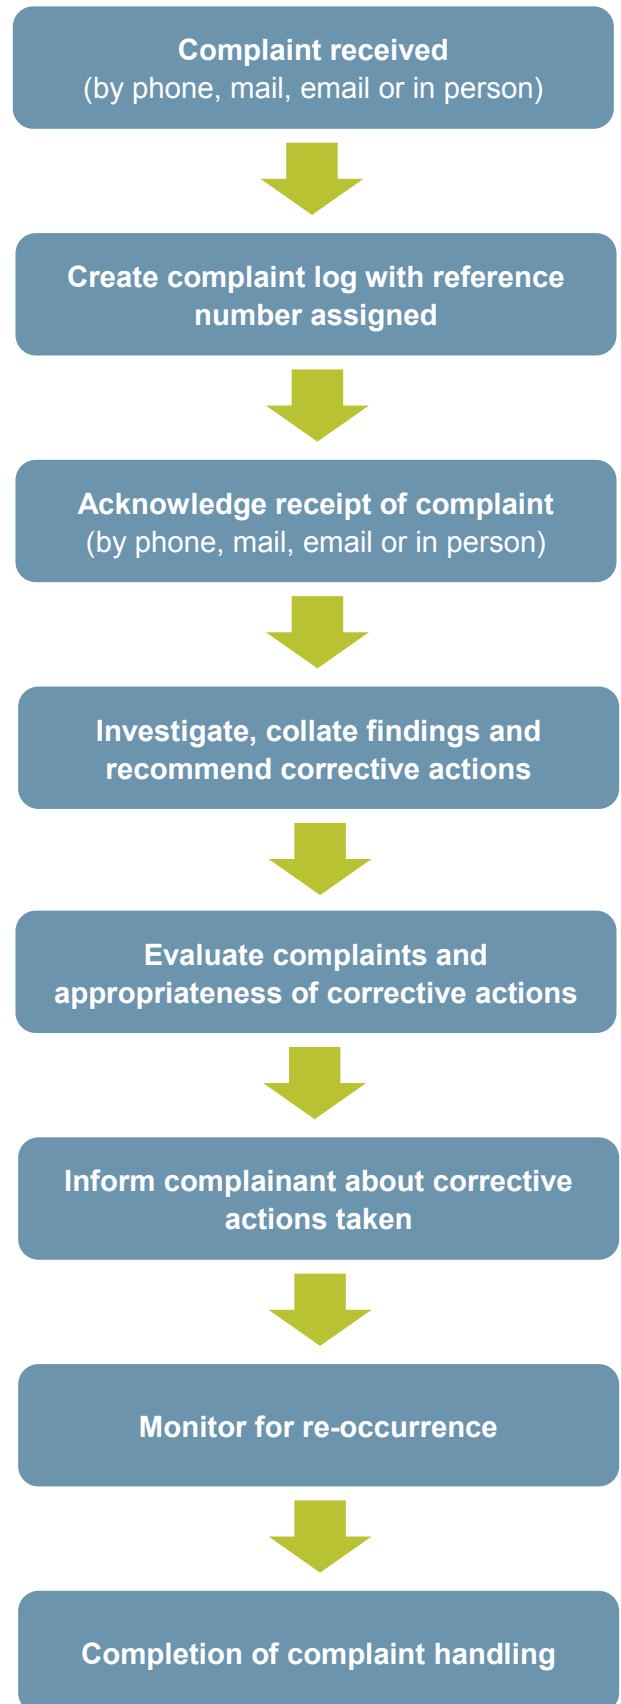 Complaint received
(by phone, mail, email or in person)
Create complaint log with reference
number assigned
Acknowledge receipt of complaint
(by phone, mail, email or in person)
Investigate, collate findings and
recommend corrective actions
Evaluate complaints and
appropriateness of corrective actions
Inform complainant about corrective
actions taken
Monitor for re-occurrence
Completion of complaint handling